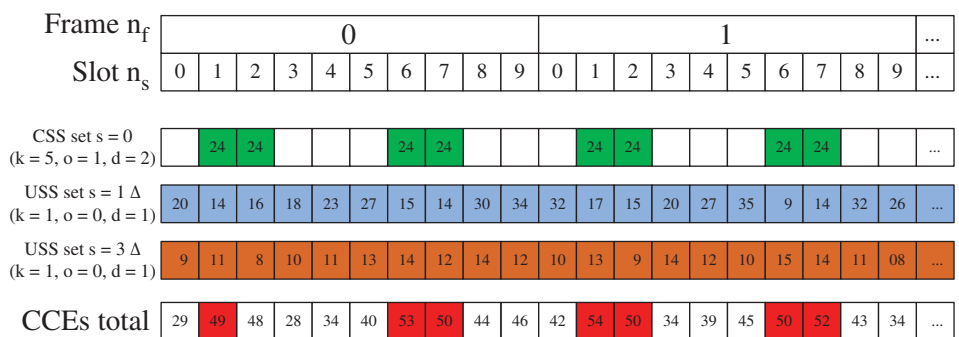 Frame n_f 0 1 ...
Slot n_s 0 1 2 3 4 5 6 7 8 9 0 1 2 3 4 5 6 7 8 9 ...
CSS set s = 0
(k = 5, o = 1, d = 2)
24 24 24 24 24 24 24 24 ...
USS set s = 1 Δ
(k = 1, o = 0, d = 1)
20 14 16 18 23 27 15 14 30 34 32 17 15 20 27 35 9 14 32 26 ...
USS set s = 3 Δ
(k = 1, o = 0, d = 1)
9 11 8 10 11 13 14 12 14 12 10 13 9 14 12 10 15 14 11 08 ...
CCEs total 29 49 48 28 34 40 53 50 44 46 42 54 50 34 39 45 50 52 43 34 ...